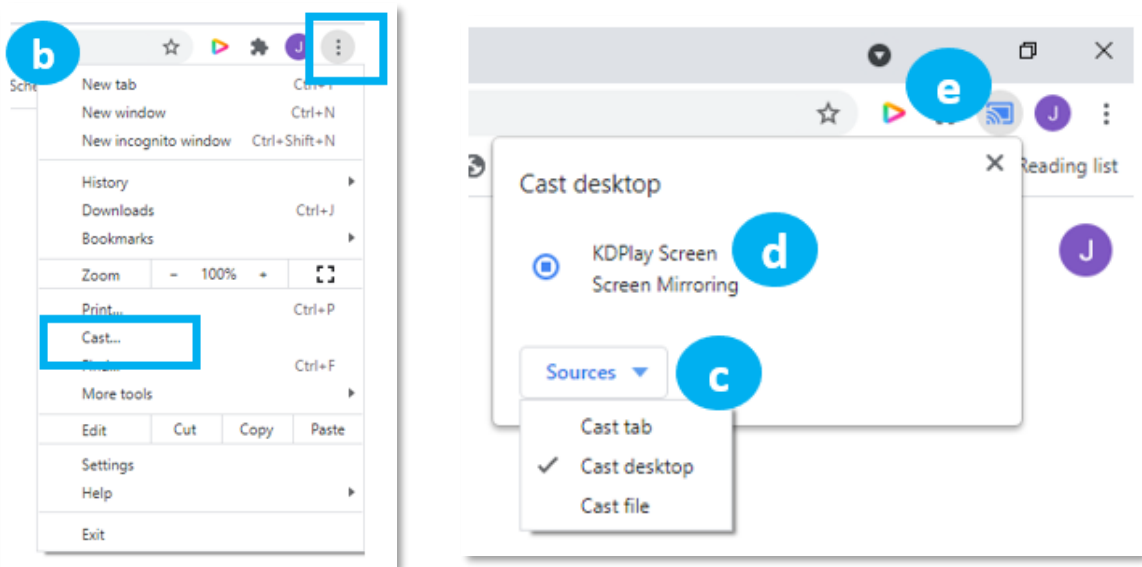 b
J
Sche
New tab
New window Ctrl+N
New incognito window Ctrl+Shift+N
History
Downloads Ctrl+J
Bookmarks
Zoom - 100% +
Print... Ctrl+P
Cast...
More tools
Edit Cut Copy Paste
Settings
Help
Exit
e
J
Reading list
Cast desktop
J
KDPlay Screen
d
Screen Mirroring
Sources
c
Cast tab
Cast desktop
Cast file